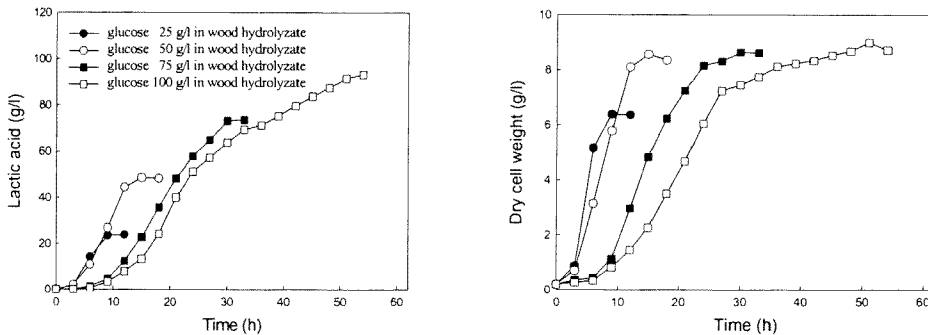 120
100
80
60
40
20
0
Lactic acid (g/l)
glucose 25 g/l in wood hydrolyzate
glucose 50 g/l in wood hydrolyzate
glucose 75 g/l in wood hydrolyzate
glucose 100 g/l in wood hydrolyzate
0 10 20 30 40 50 60
Time (h)
10
8
6
4
2
0
Dry cell weight (g/l)
0 10 20 30 40 50 60
Time (h)